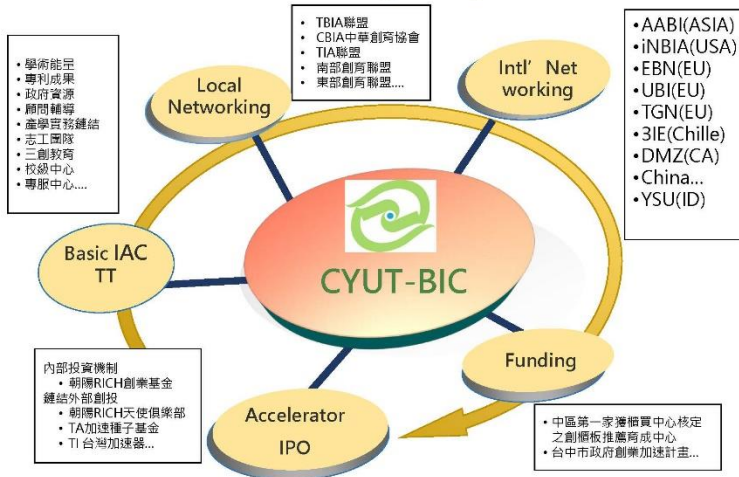 TBIA聯盟
CBIA中華創育協會
TIA聯盟
南部創育聯盟
東部創育聯盟....
學術能呈
專利成果
政府資源
顧問輔導
產學實務鏈結
志工團隊
三創教育
校級中心
專服中心....
Local
Networking
Intl' Net
working
•AABI(ASIA)
•iNBIA(USA)
•EBN(EU)
•UBI(EU)
•TGN(EU)
•3IE(Chille)
•DMZ(CA)
•China...
•YSU(ID)
Basic IAC
TT
CYUT-BIC
Funding
Accelerator
IPO
內部投資機制
• 朝陽RICH創業基金
鏈結外部創投
• 朝陽RICH天使俱樂部
• TA加速種子基金
• TI 台灣加速器...
• 中區第一家獲櫃買中心核定
之創櫃板推薦育成中心
• 台中市政府創業加速計畫...